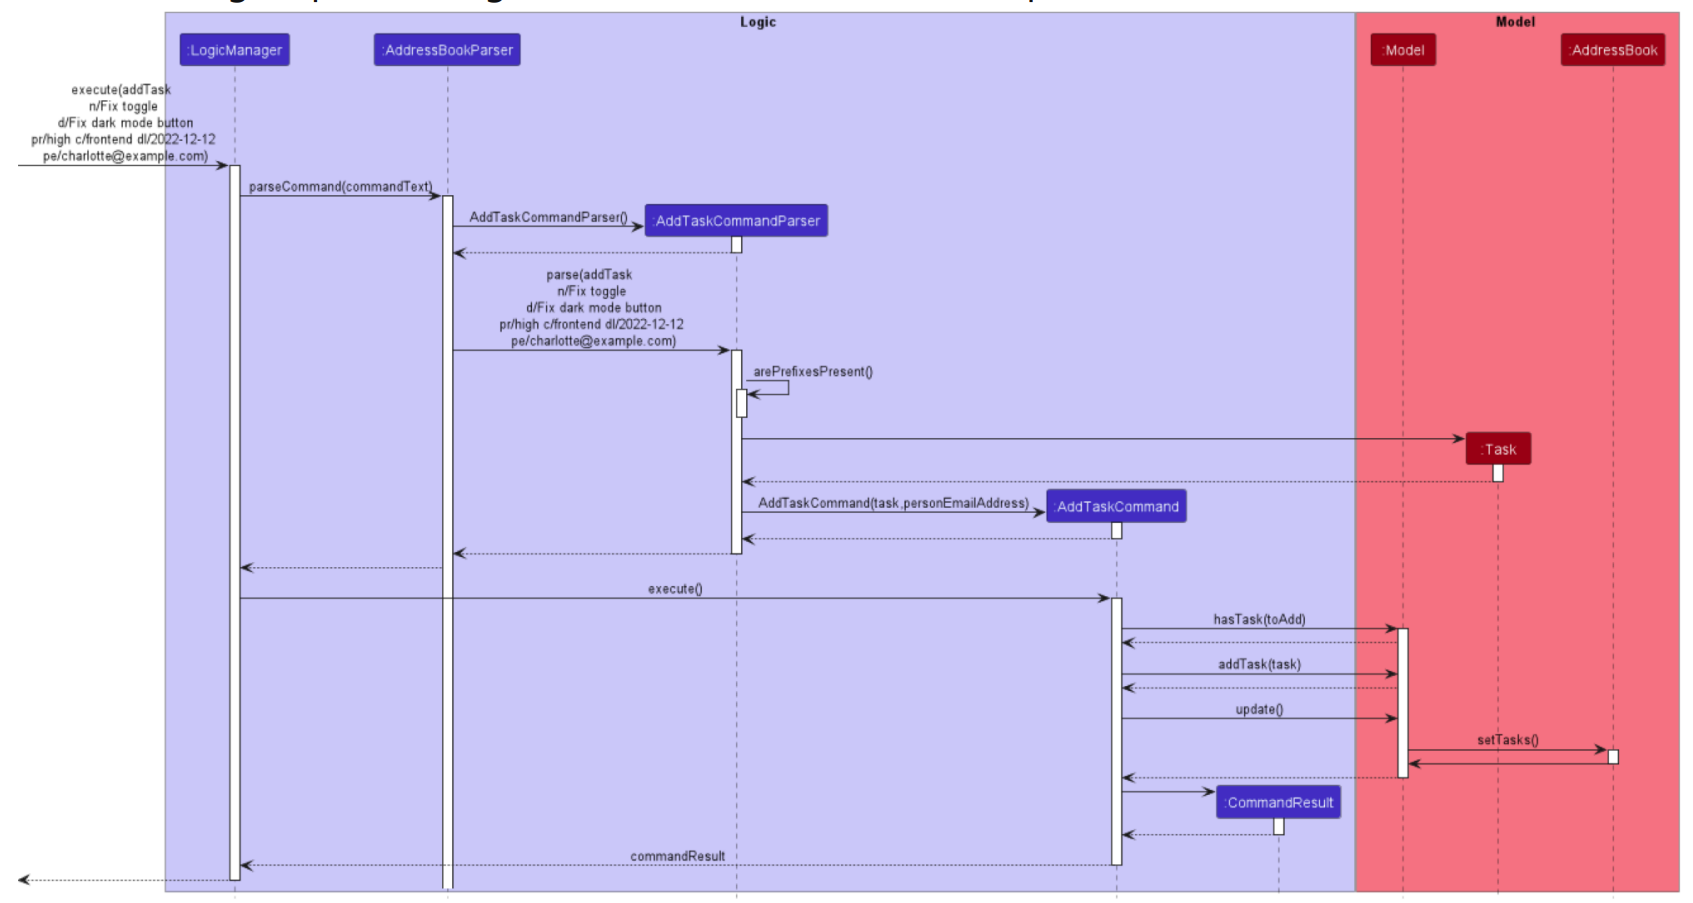 Logic
Model
:LogicManager
:AddressBookParser
:Model
:AddressBook
execute(addTask
n/Fix toggle
d/Fix dark mode button
pr/high c/frontend dl/2022-12-12
pe/charlotte@example.com)
parseCommand(commandText)
AddTaskCommandParser()
:AddTaskCommandParser
parse(addTask
n/Fix toggle
d/Fix dark mode button
pr/high c/frontend dl/2022-12-12
pe/charlotte@example.com)
arePrefixesPresent()
:Task
AddTaskCommand(task,personEmailAddress)
:AddTaskCommand
execute()
hasTask(toAdd)
addTask(task)
update()
setTasks()
:CommandResult
commandResult